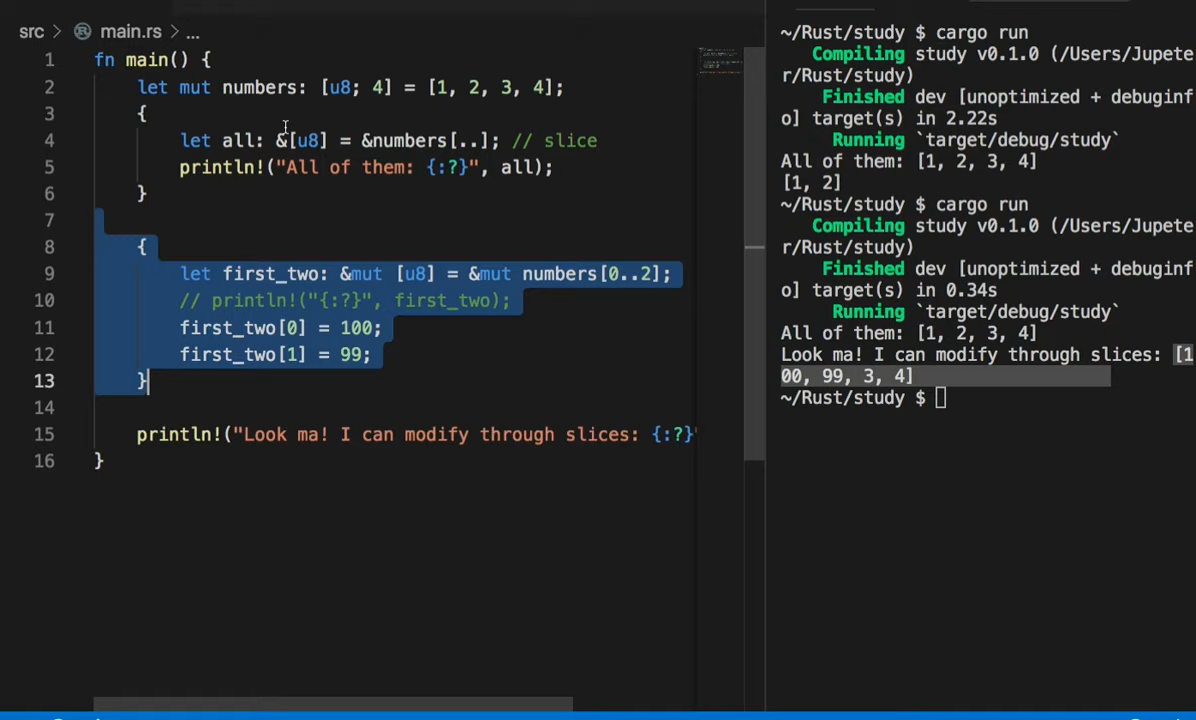 src > main.rs > ...
1 fn main() {
2 let mut numbers: [u8; 4] = [1, 2, 3, 4];
3 {
4 let all: &[u8] = &numbers[..]; // slice
5 println!("All of them: {:?}", all);
6 }
7
8 {
9 let first_two: &mut [u8] = &mut numbers[0..2];
10 // println!("{:?}", first_two);
11 first_two[0] = 100;
12 first_two[1] = 99;
13 }
14
15 println!("Look ma! I can modify through slices: {:?}"
16 }
~/Rust/study $ cargo run
Compiling study v0.1.0 (/Users/Jupete
r/Rust/study)
Finished dev [unoptimized + debuginf
o] target(s) in 2.22s
Running `target/debug/study`
All of them: [1, 2, 3, 4]
[1, 2]
~/Rust/study $ cargo run
Compiling study v0.1.0 (/Users/Jupete
r/Rust/study)
Finished dev [unoptimized + debuginf
o] target(s) in 0.34s
Running `target/debug/study`
All of them: [1, 2, 3, 4]
Look ma! I can modify through slices: [1
00, 99, 3, 4]
~/Rust/study $